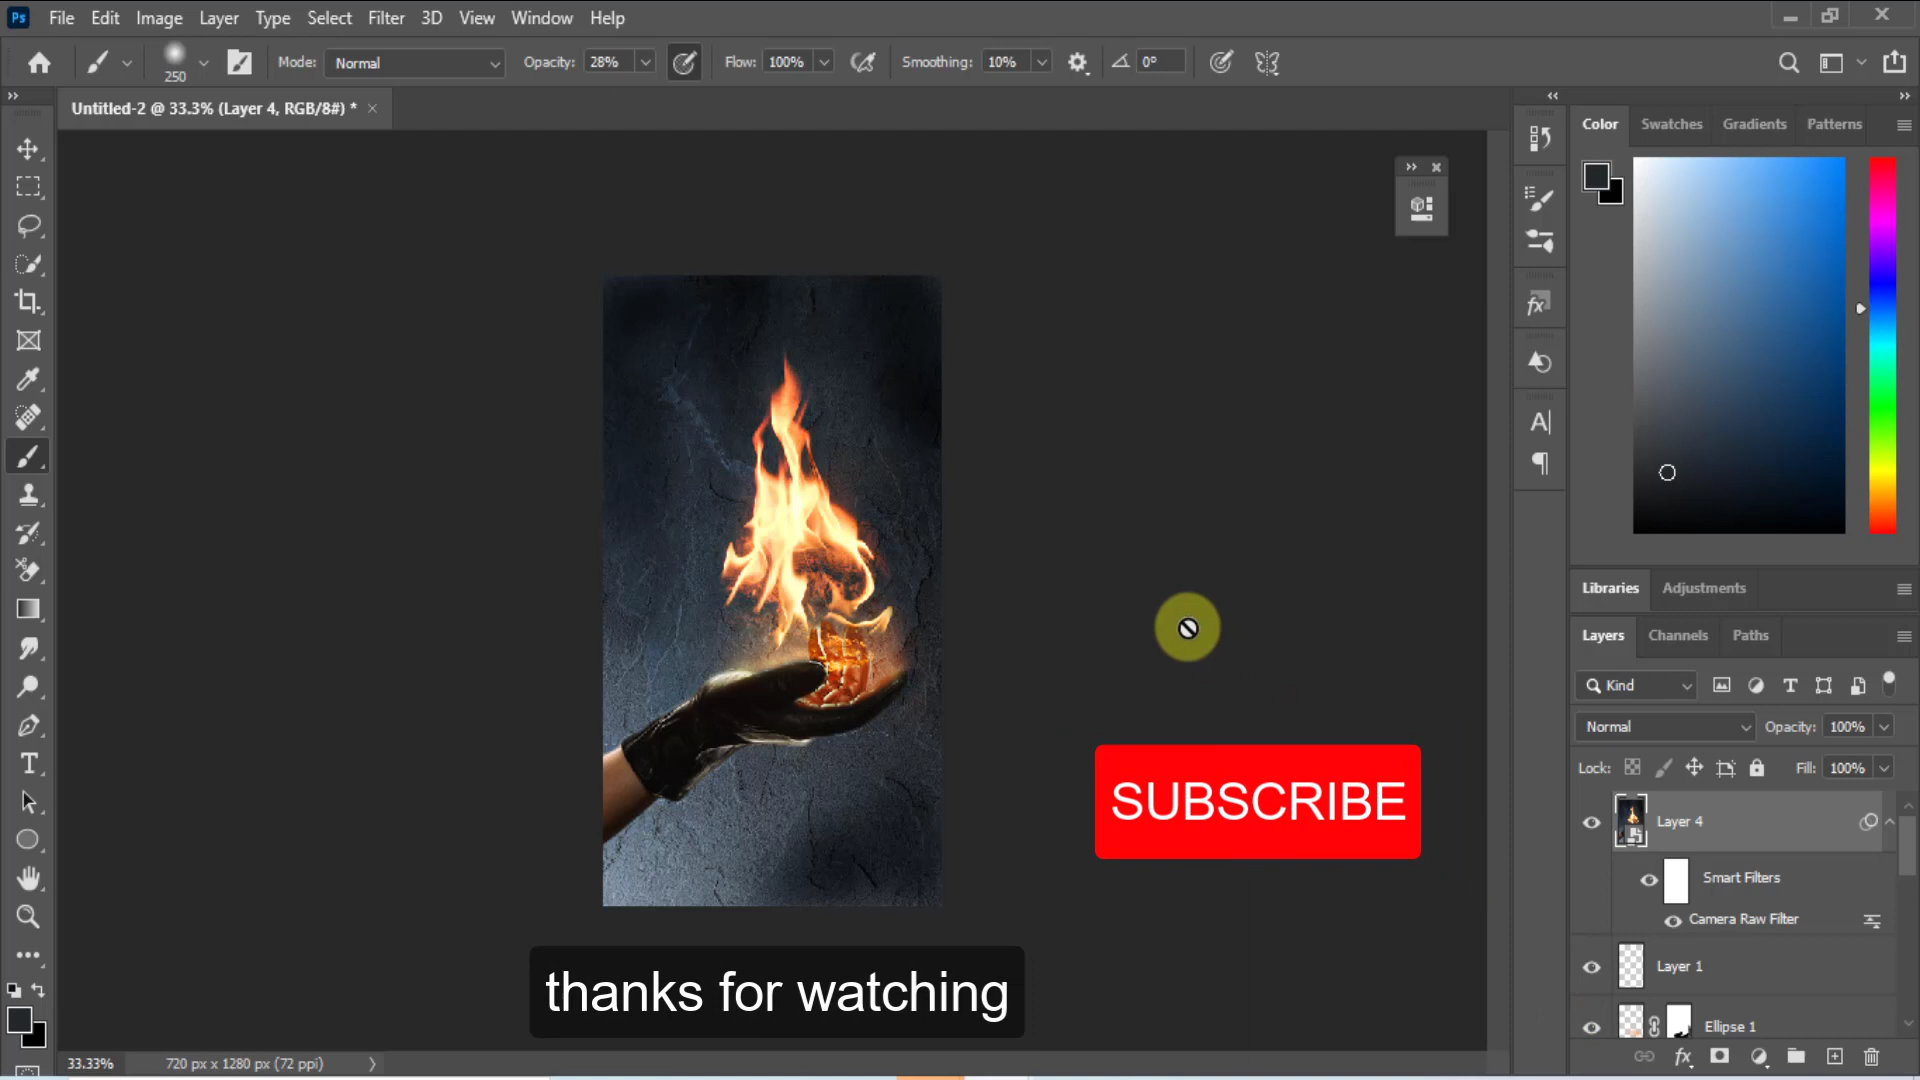 Ps File Edit Image Layer Type Select Filter 3D View Window Help
250 Mode: Normal Opacity: 28% Flow: 100% Smoothing: 10% 0°
Untitled-2 @ 33.3% (Layer 4, RGB/8#) *
Color Swatches Gradients Patterns
Libraries Adjustments
Layers Channels Paths
Kind
Normal Opacity: 100%
Lock: Fill: 100%
Layer 4
Smart Filters
Camera Raw Filter
Layer 1
Ellipse 1
SUBSCRIBE
thanks for watching
33.33% 720 px x 1280 px (72 ppi)